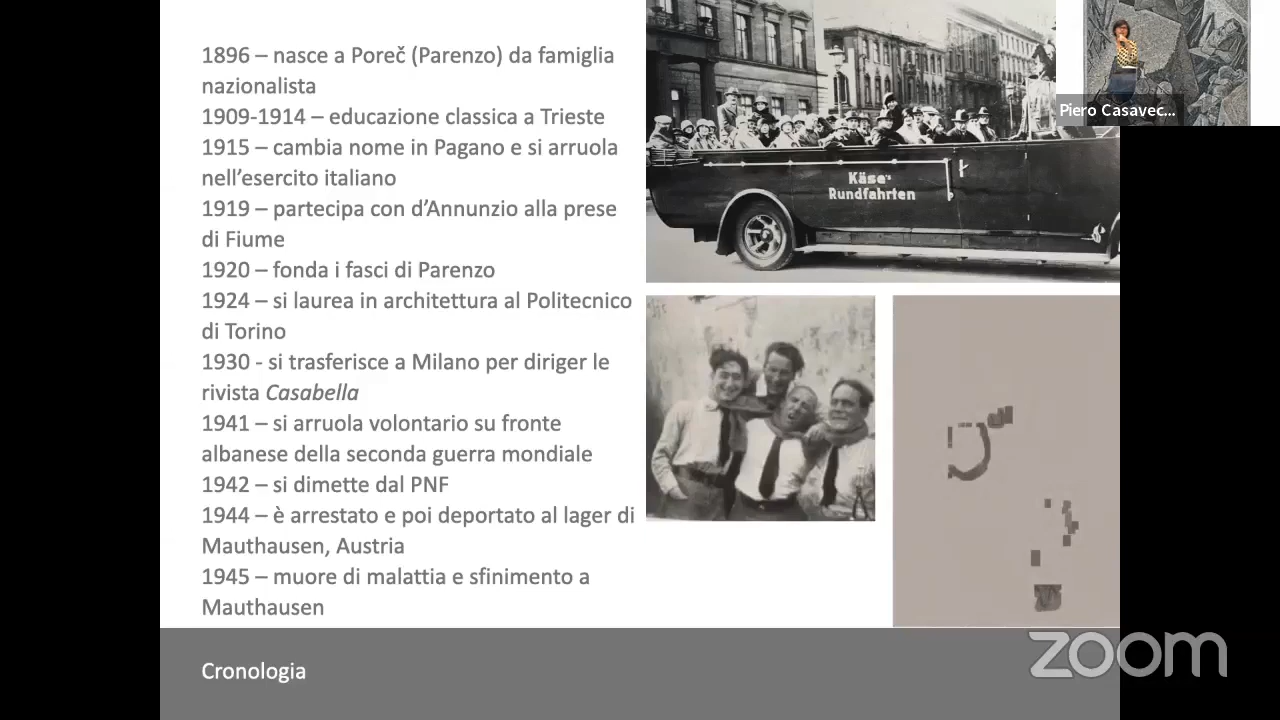 1896 – nasce a Poreč (Parenzo) da famiglia
nazionalista
1909-1914 – educazione classica a Trieste
1915 – cambia nome in Pagano e si arruola
nell’esercito italiano
1919 – partecipa con d’Annunzio alla prese
di Fiume
1920 – fonda i fasci di Parenzo
1924 – si laurea in architettura al Politecnico
di Torino
1930 - si trasferisce a Milano per diriger le
rivista Casabella
1941 – si arruola volontario su fronte
albanese della seconda guerra mondiale
1942 – si dimette dal PNF
1944 – è arrestato e poi deportato al lager di
Mauthausen, Austria
1945 – muore di malattia e sfinimento a
Mauthausen
Käse's
Rundfahrten
Piero Casavec...
Cronologia
zoom